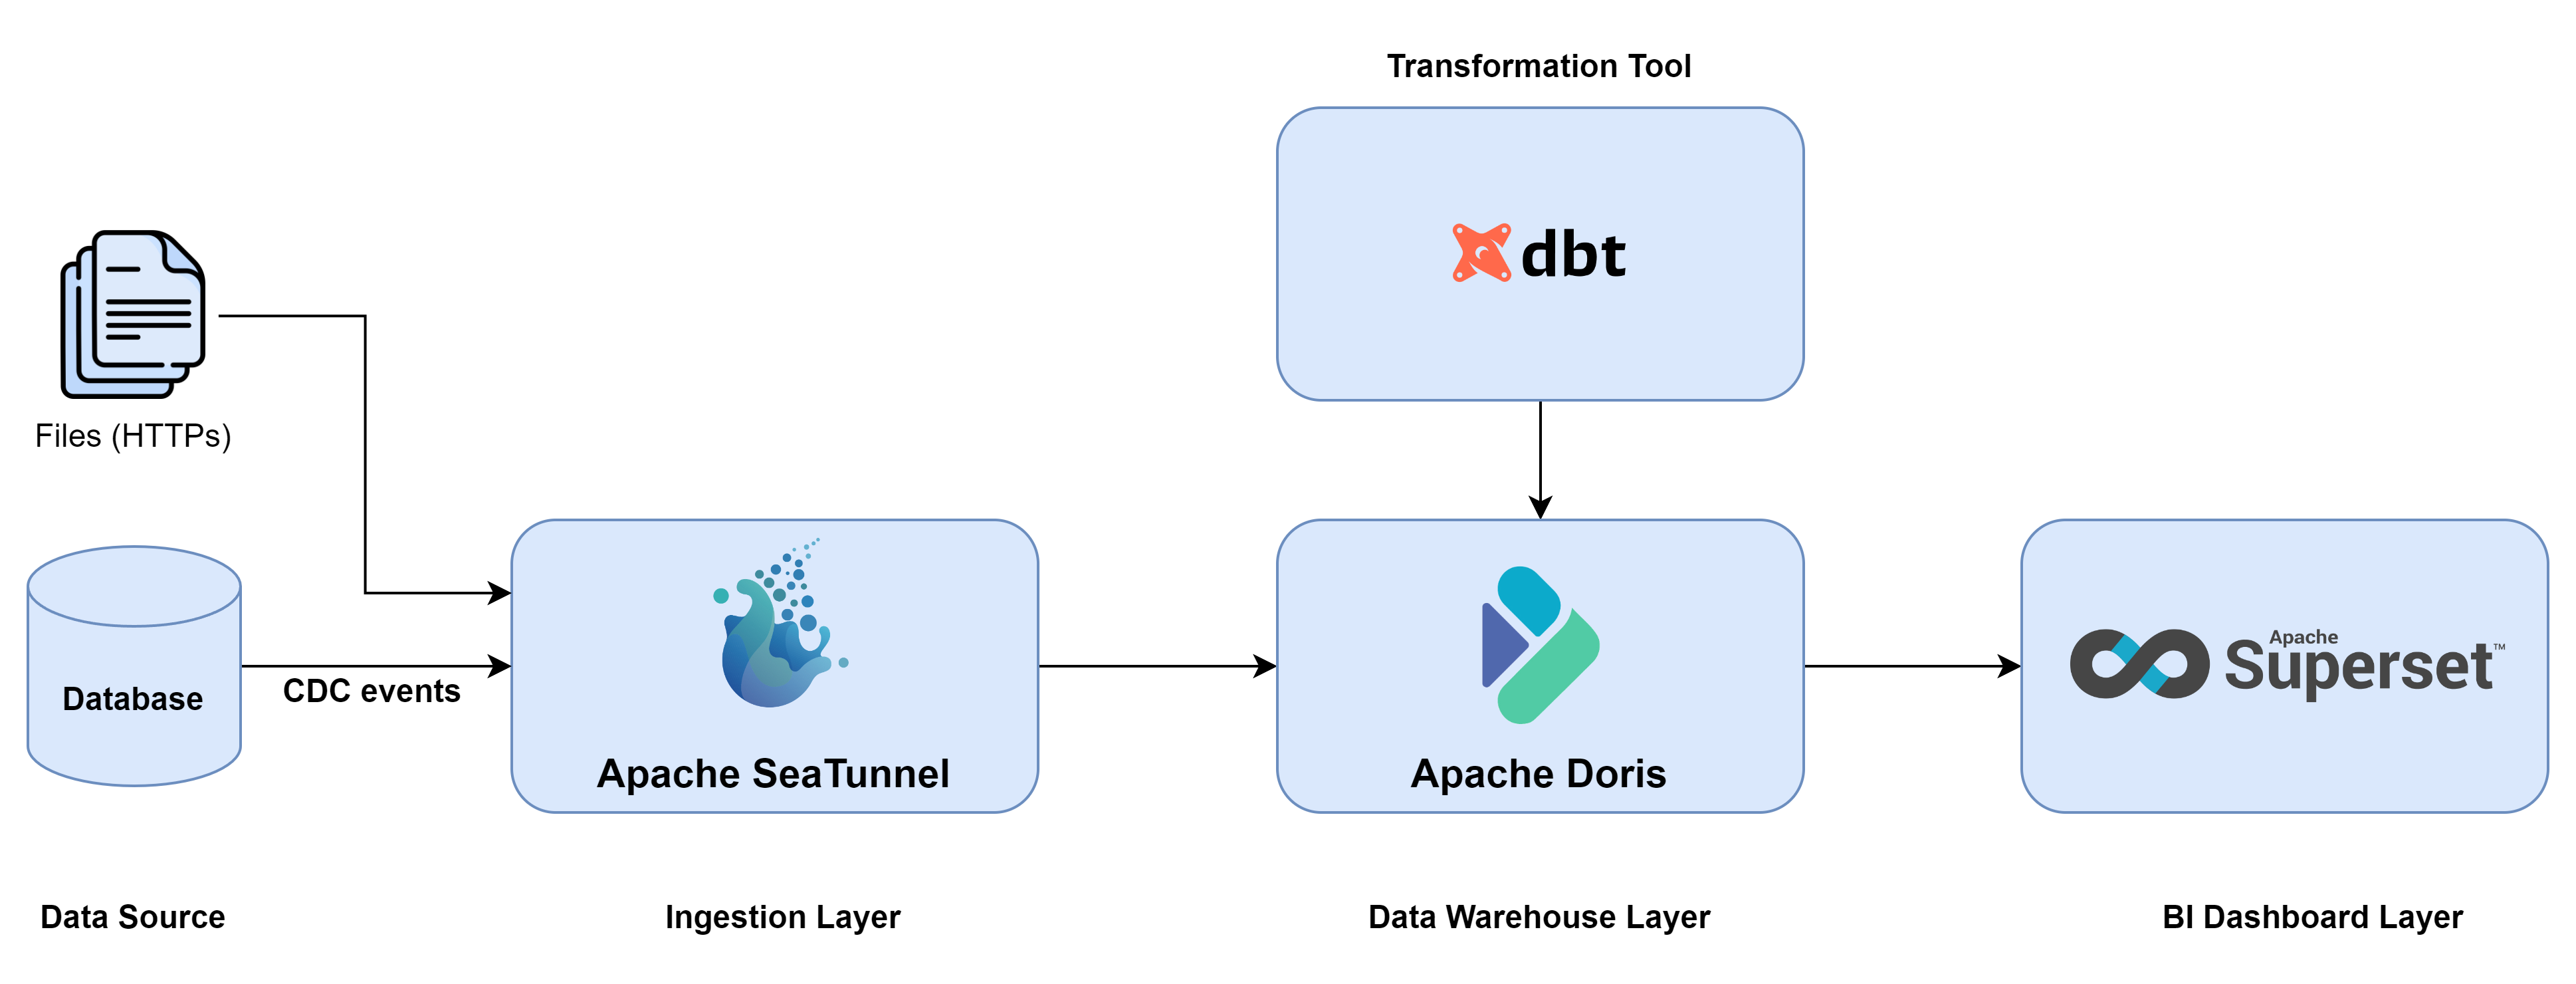 Transformation Tool
dbt
Files (HTTPs)
Database
CDC events
Apache SeaTunnel
Apache Doris
Apache
Superset™
Data Source
Ingestion Layer
Data Warehouse Layer
BI Dashboard Layer